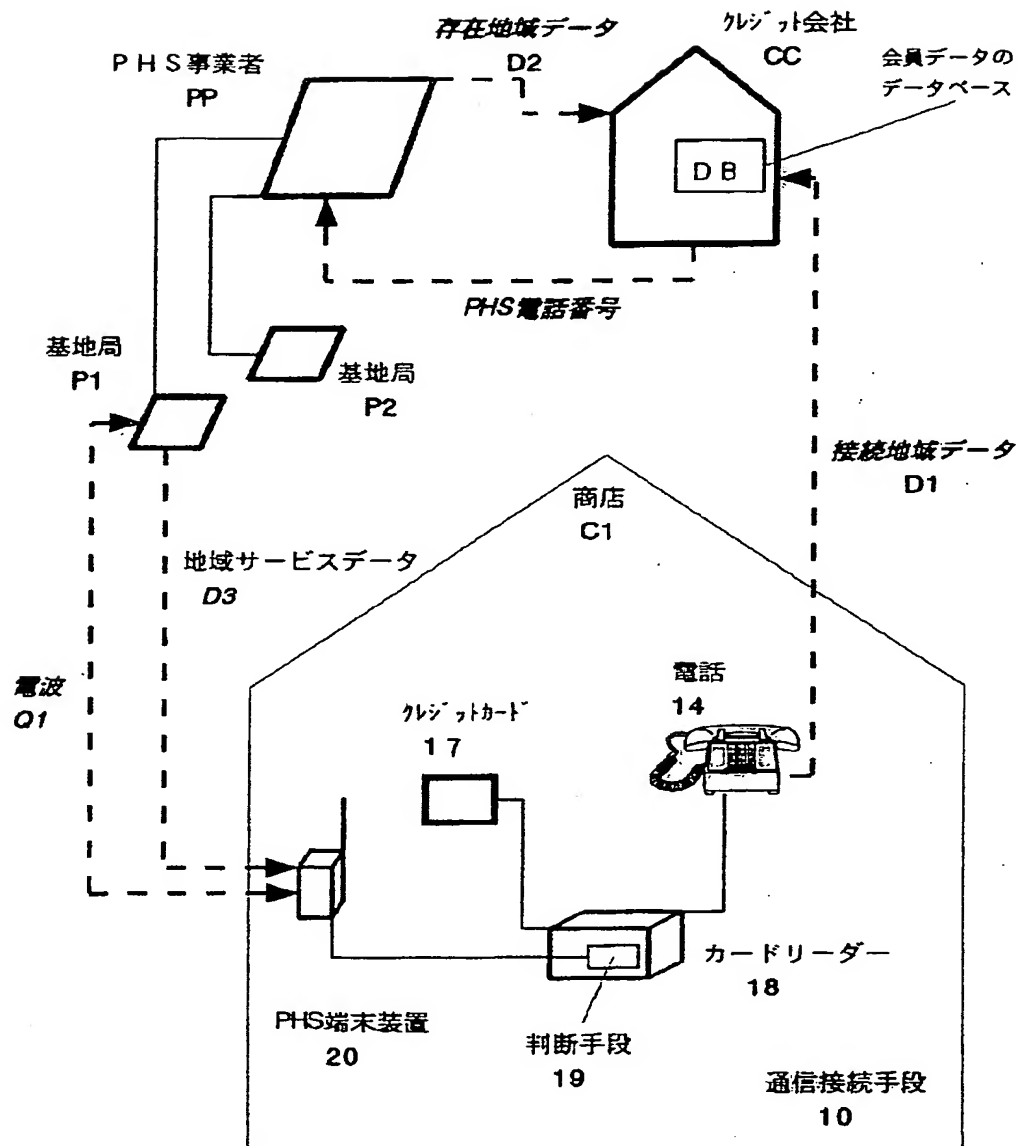 存在地域データ
D2
クレジット会社
CC
会員データの
データベース
PHS事業者
PP
DB
PHS電話番号
基地局
P1
基地局
P2
接続地域データ
D1
商店
C1
地域サービスデータ
D3
電波
Q1
電話
14
クレジットカード
17
カードリーダー
18
PHS端末装置
20
判断手段
19
通信接続手段
10